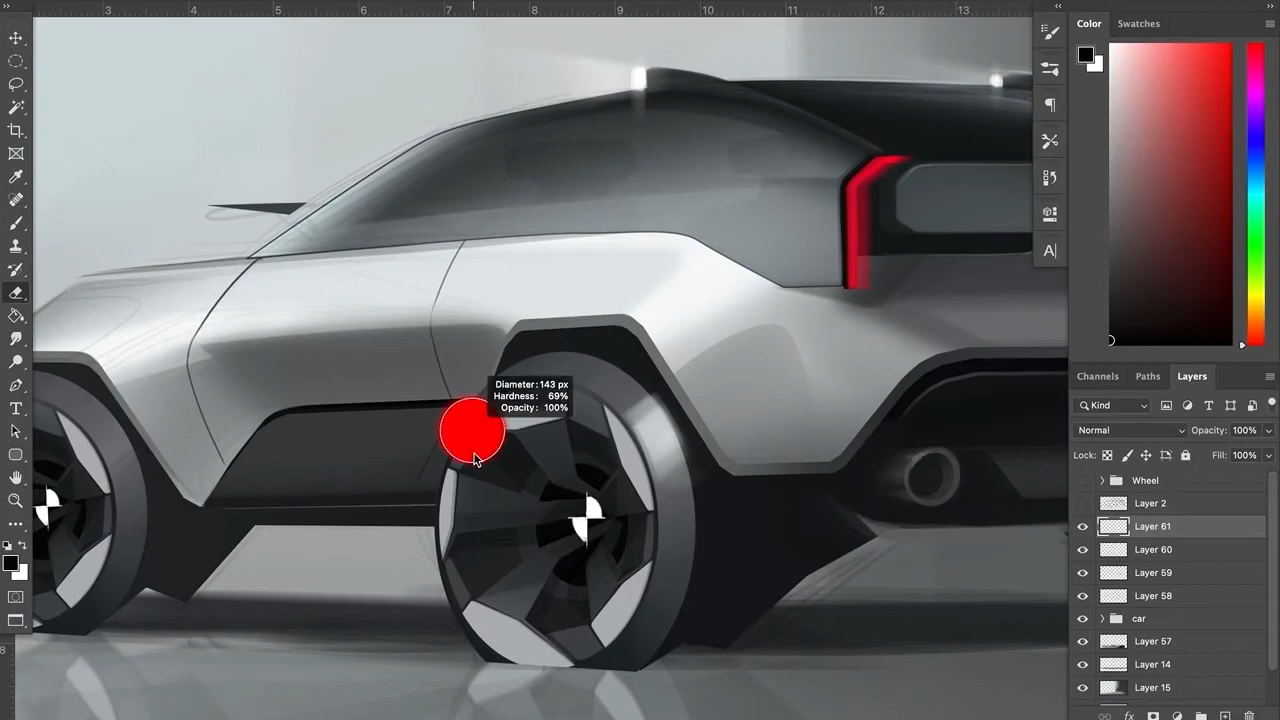 3 4 5 6 7 8 9 10 11 12 13
Color Swatches
A
Diameter: 143 px
Hardness: 69%
Opacity: 100%
T
8
Channels Paths Layers
Kind T
Normal Opacity: 100%
Lock: Fill: 100%
Wheel
Layer 2
Layer 61
Layer 60
Layer 59
Layer 58
car
Layer 57
Layer 14
Layer 15
fx